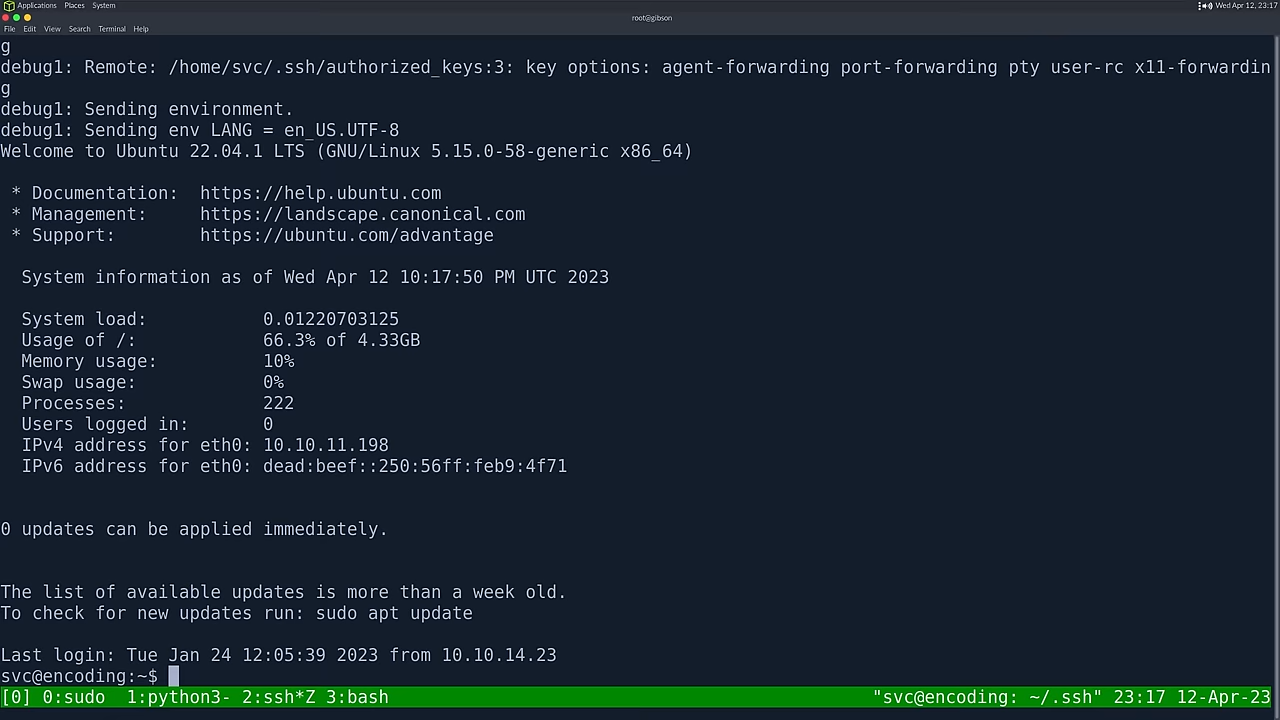 Applications Places System
Wed Apr 12, 23:17
root@gibson
File Edit View Search Terminal Help
g
debug1: Remote: /home/svc/.ssh/authorized_keys:3: key options: agent-forwarding port-forwarding pty user-rc x11-forwardin
g
debug1: Sending environment.
debug1: Sending env LANG = en_US.UTF-8
Welcome to Ubuntu 22.04.1 LTS (GNU/Linux 5.15.0-58-generic x86_64)
* Documentation: https://help.ubuntu.com
* Management: https://landscape.canonical.com
* Support: https://ubuntu.com/advantage
System information as of Wed Apr 12 10:17:50 PM UTC 2023
System load: 0.01220703125
Usage of /: 66.3% of 4.33GB
Memory usage: 10%
Swap usage: 0%
Processes: 222
Users logged in: 0
IPv4 address for eth0: 10.10.11.198
IPv6 address for eth0: dead:beef::250:56ff:feb9:4f71
0 updates can be applied immediately.
The list of available updates is more than a week old.
To check for new updates run: sudo apt update
Last login: Tue Jan 24 12:05:39 2023 from 10.10.14.23
svc@encoding:~$
[0] 0:sudo 1:python3- 2:ssh*Z 3:bash "svc@encoding: ~/.ssh" 23:17 12-Apr-23